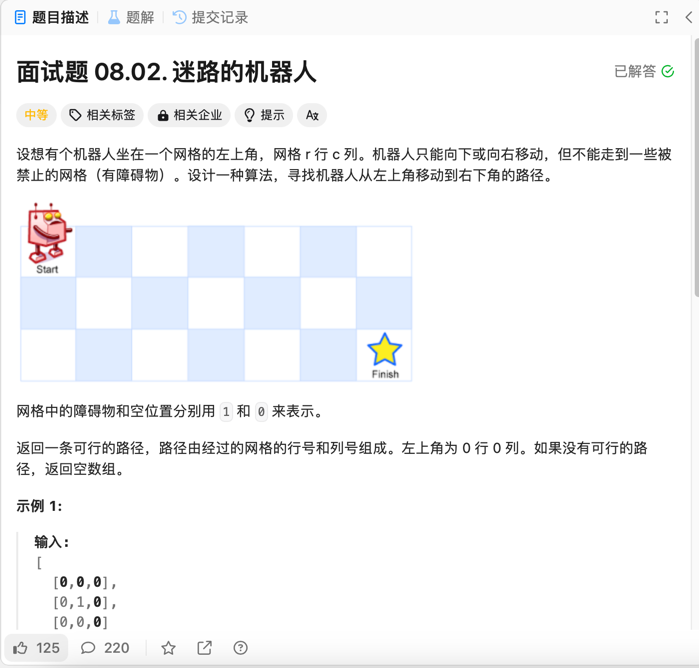 题目描述 题解 提交记录
面试题 08.02. 迷路的机器人
已解答
中等 相关标签 相关企业 提示 Az
设想有个机器人坐在一个网格的左上角，网格 r 行 c 列。机器人只能向下或向右移动，但不能走到一些被
禁止的网格（有障碍物）。设计一种算法，寻找机器人从左上角移动到右下角的路径。
Start
Finish
网格中的障碍物和空位置分别用 1 和 0 来表示。
返回一条可行的路径，路径由经过的网格的行号和列号组成。左上角为 0 行 0 列。如果没有可行的路
径，返回空数组。
示例 1:
输入:
[
[0,0,0],
[0,1,0],
[0,0,0]
125 220